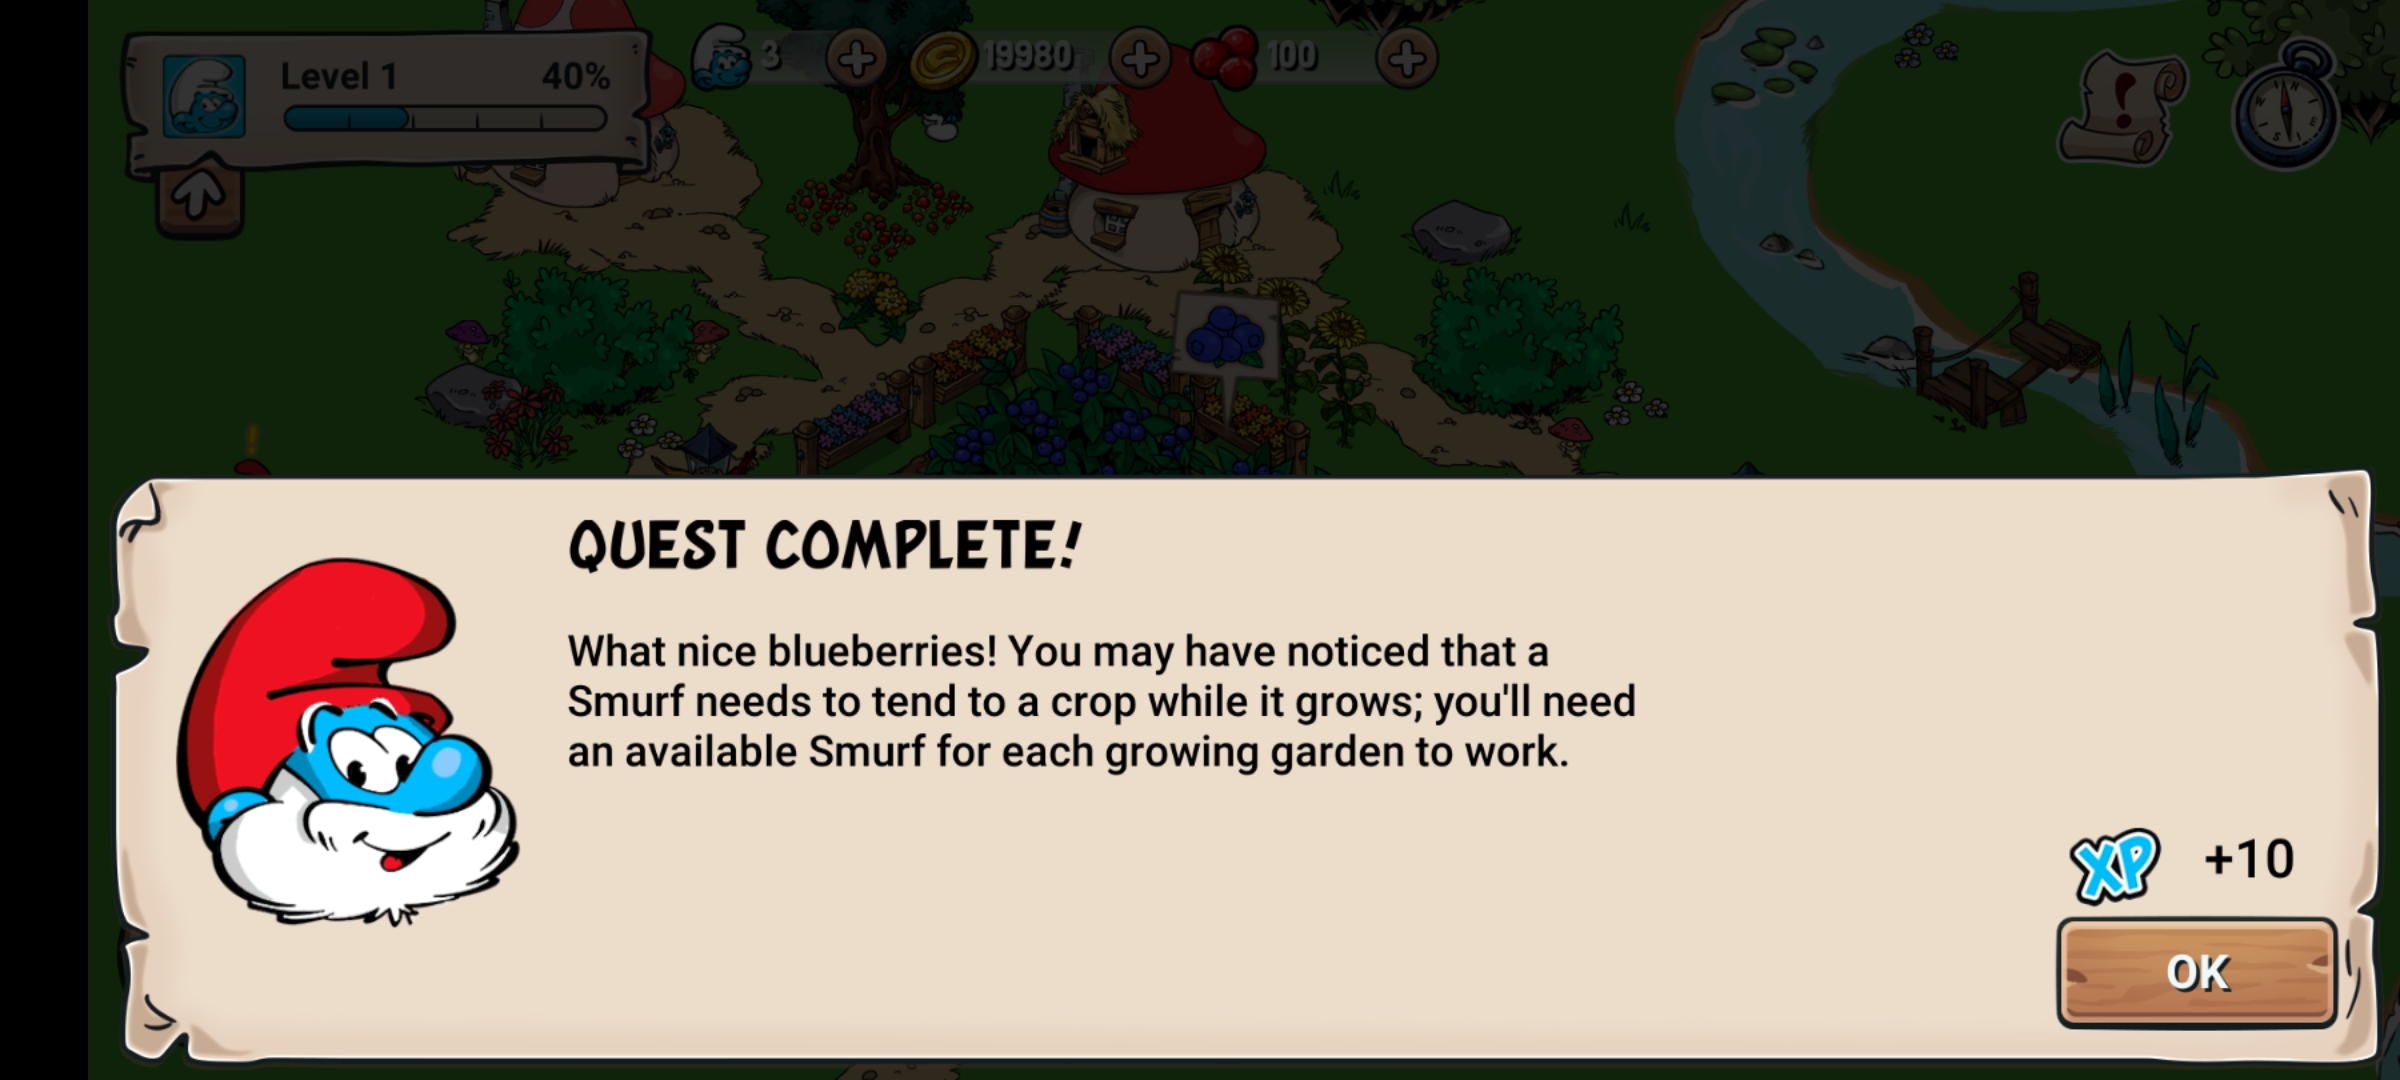 Level 1 40%
3
19980
100
QUEST COMPLETE!
What nice blueberries! You may have noticed that a
Smurf needs to tend to a crop while it grows; you'll need
an available Smurf for each growing garden to work.
XP +10
OK